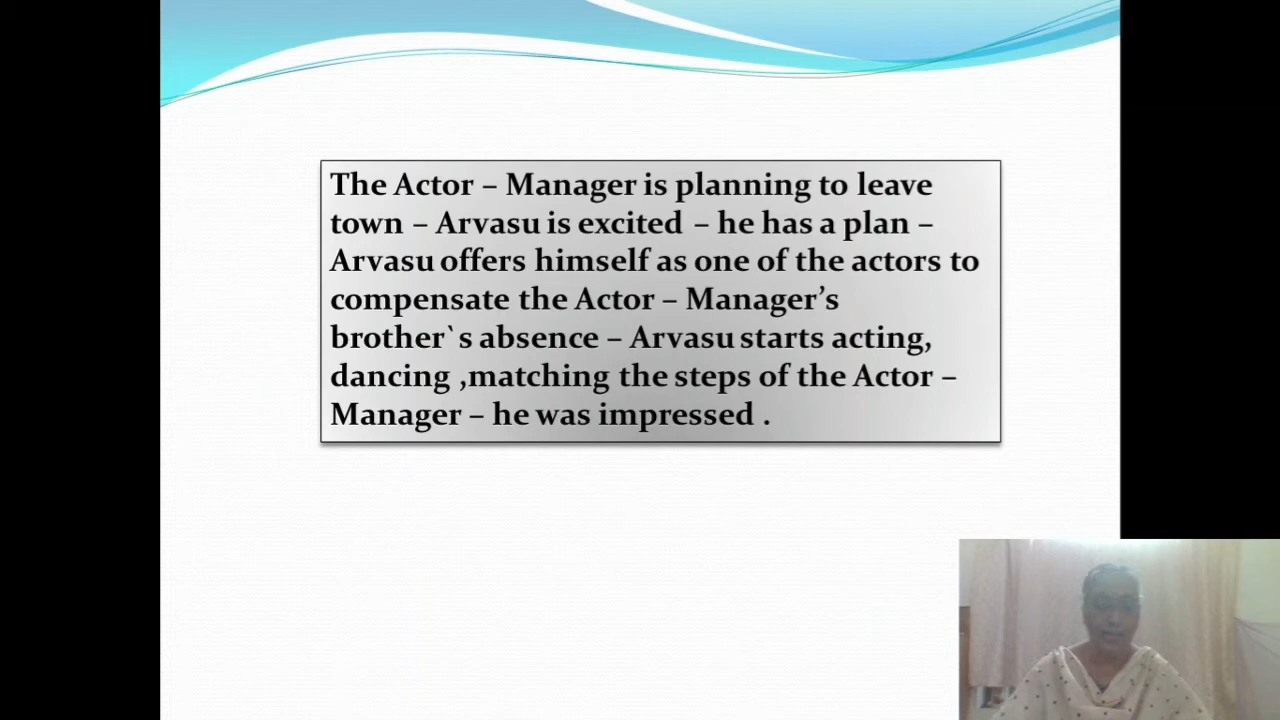 The Actor – Manager is planning to leave
town – Arvasu is excited – he has a plan –
Arvasu offers himself as one of the actors to
compensate the Actor – Manager’s
brother`s absence – Arvasu starts acting,
dancing ,matching the steps of the Actor –
Manager – he was impressed .